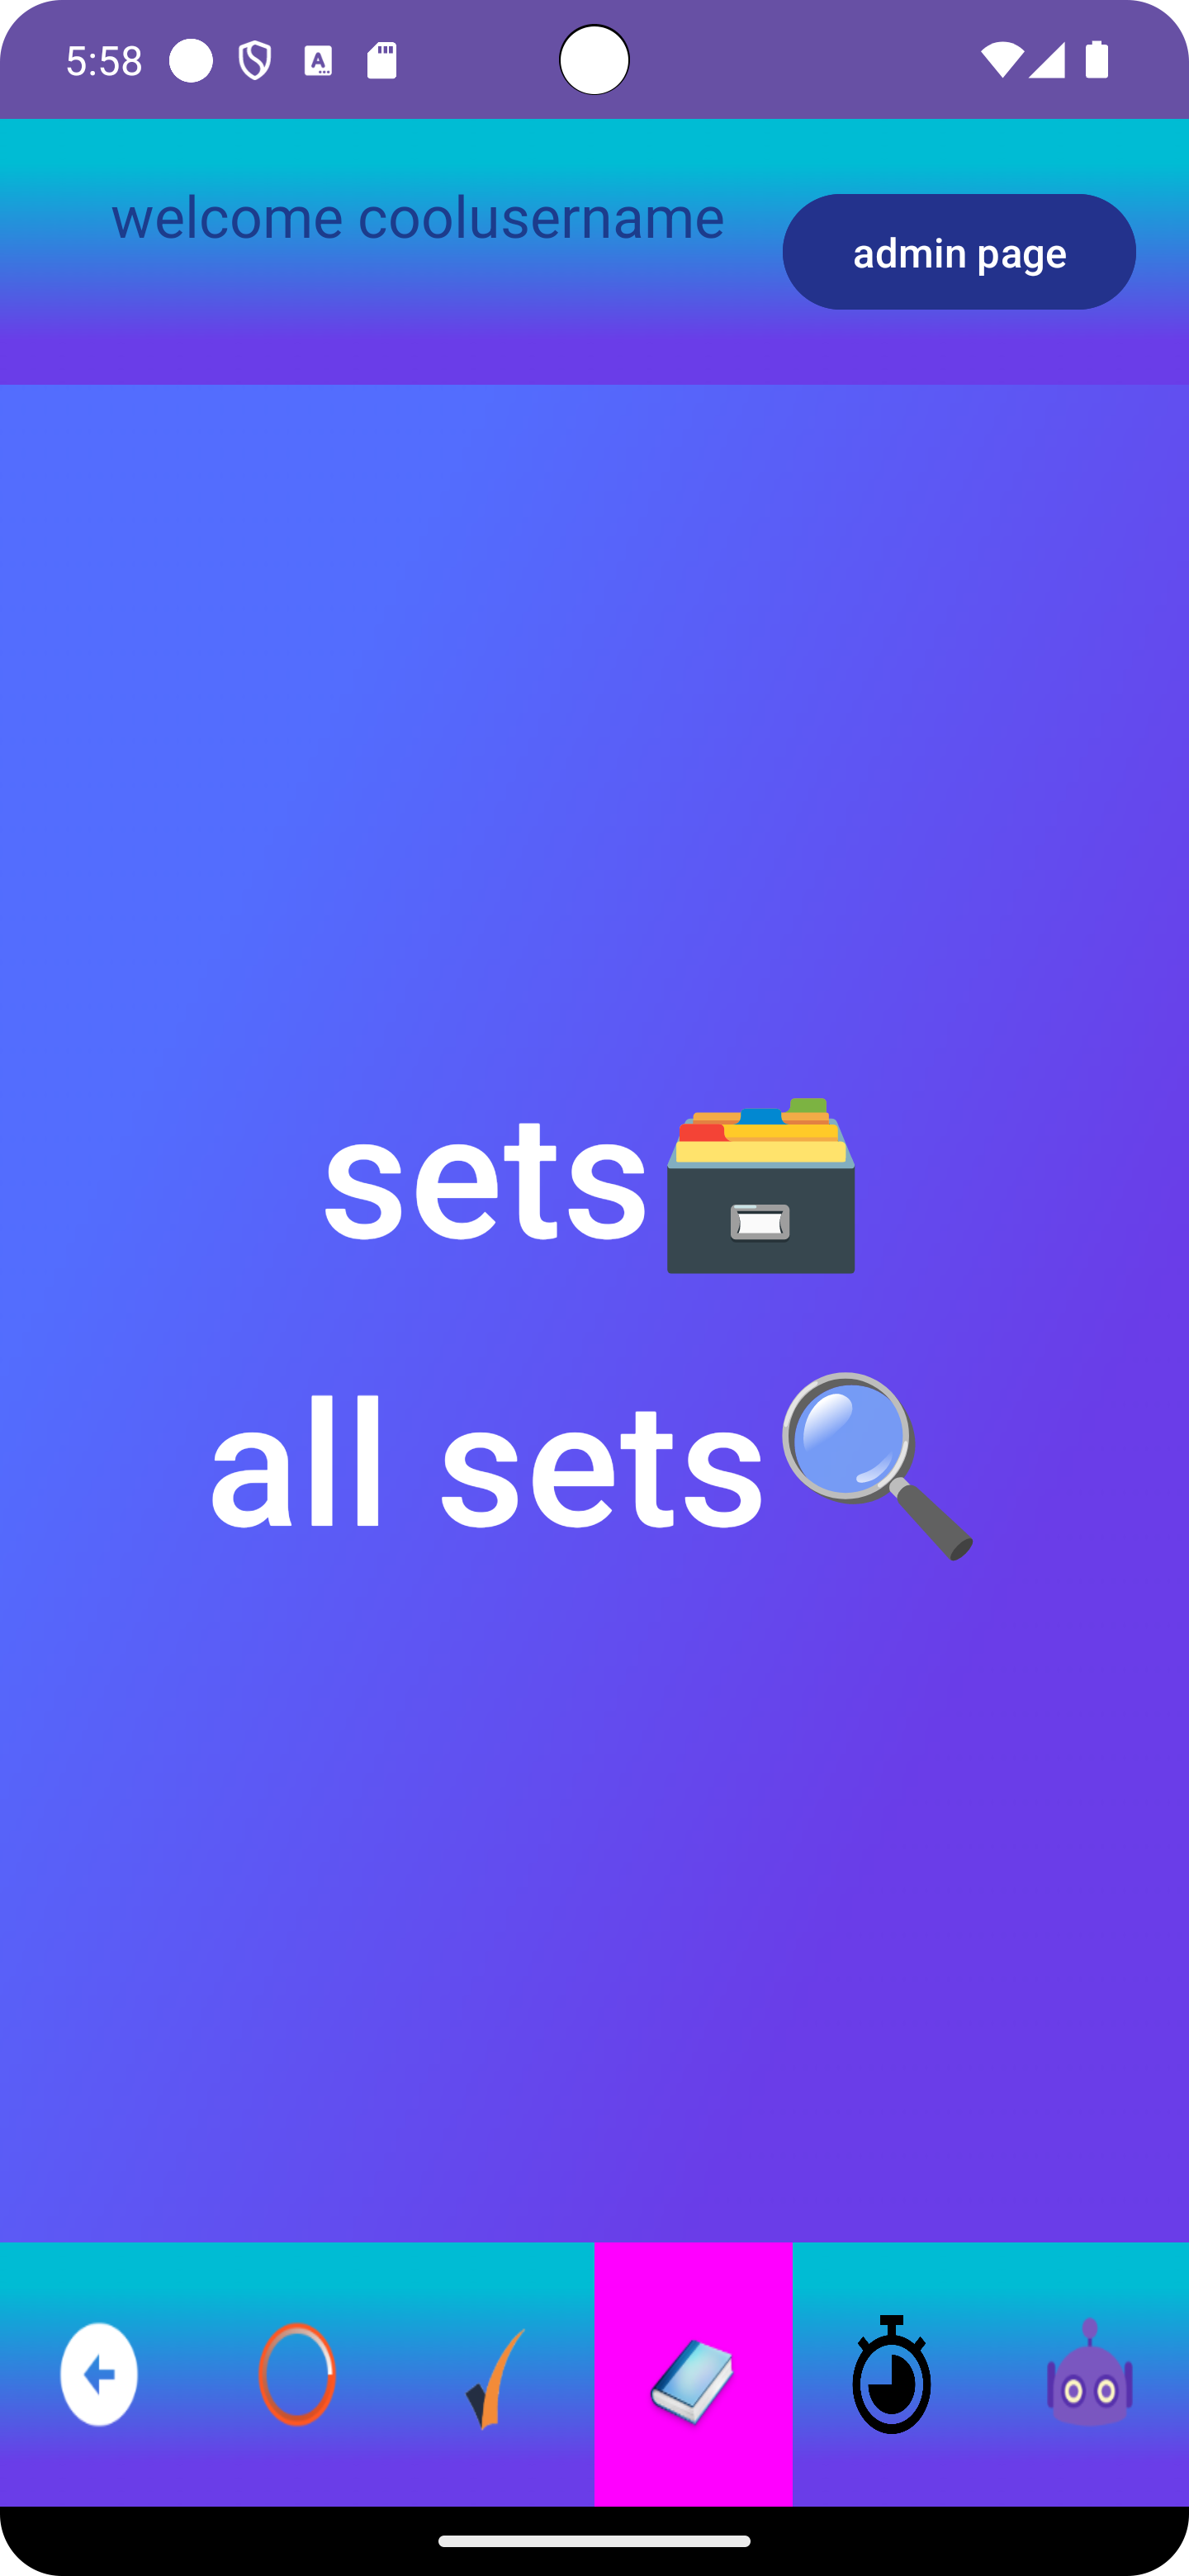 5:58
welcome coolusername
admin page
sets
all sets